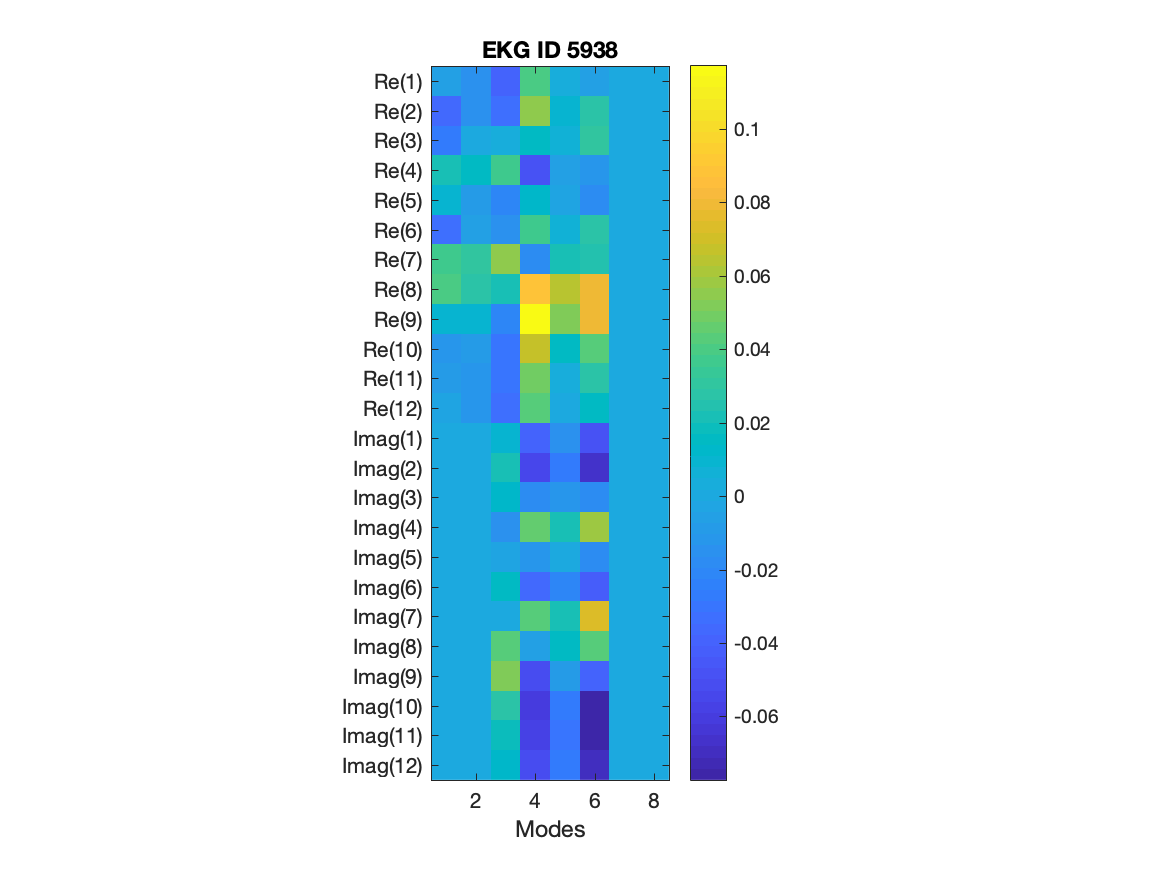 EKG ID 5938
Re(1)
Re(2)
Re(3)
Re(4)
Re(5)
Re(6)
Re(7)
Re(8)
Re(9)
Re(10)
Re(11)
Re(12)
Imag(1)
Imag(2)
Imag(3)
Imag(4)
Imag(5)
Imag(6)
Imag(7)
Imag(8)
Imag(9)
Imag(10)
Imag(11)
Imag(12)
2 4 6 8
Modes
0.1
0.08
0.06
0.04
0.02
0
-0.02
-0.04
-0.06